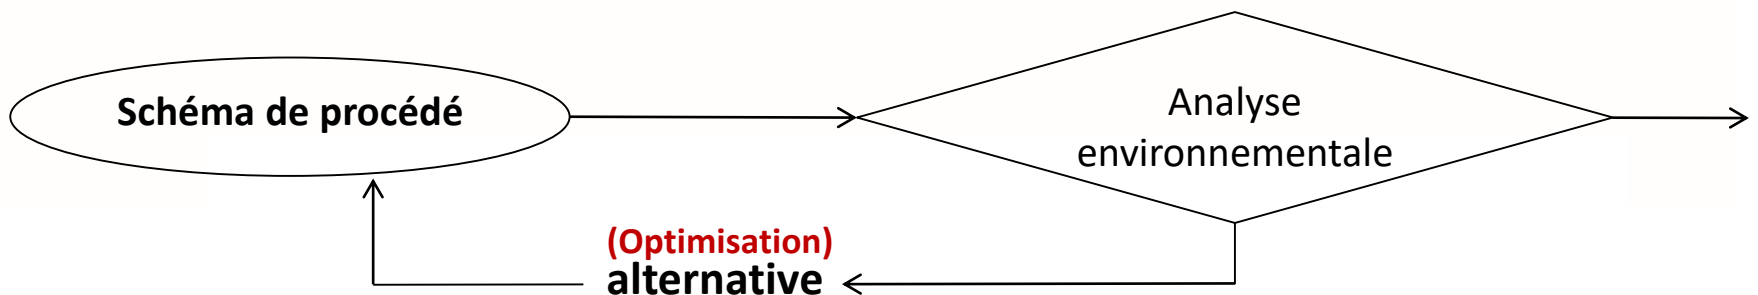 Schéma de procédé
Analyse
environnementale
(Optimisation)
alternative